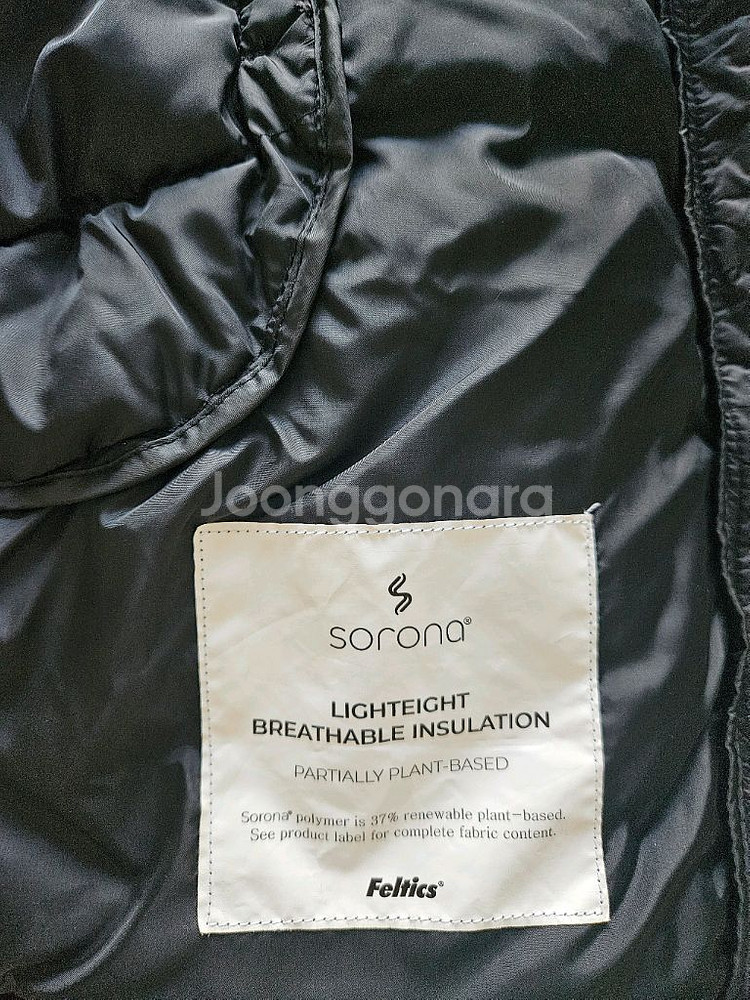 Joonggonara
sorona®
LIGHTEIGHT
BREATHABLE INSULATION
PARTIALLY PLANT-BASED
Sorona® polymer is 37% renewable plant-based.
See product label for complete fabric content.
Feltics®